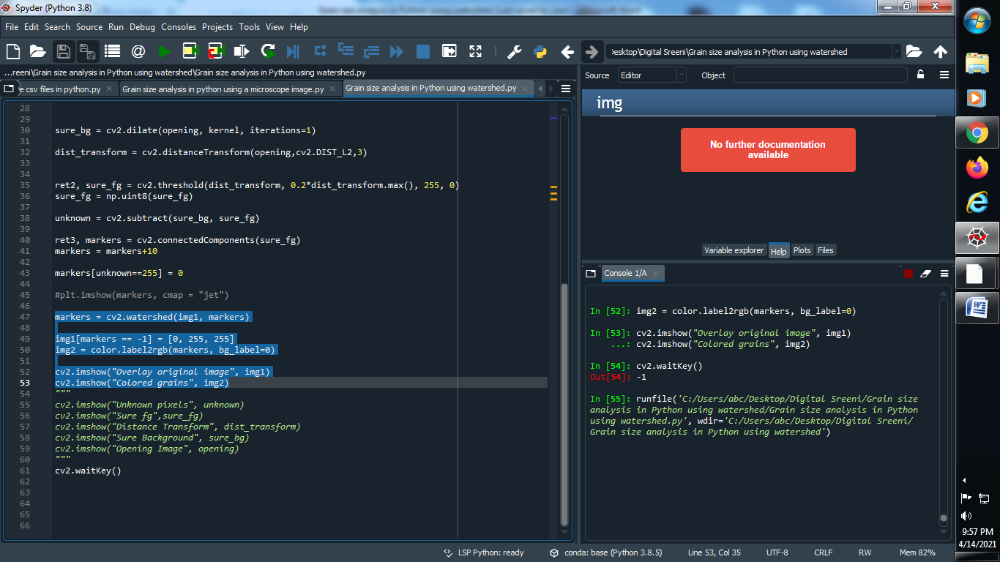 Spyder (Python 3.8)
File Edit Search Source Run Debug Consoles Projects Tools View Help
esktop\Digital Sreeni\Grain size analysis in Python using watershed
...reeni\Grain size analysis in Python using watershed\Grain size analysis in Python using watershed.py
e csv files in python.py
Grain size analysis in python using a microscope image.py
Grain size analysis in Python using watershed.py
28
29
30 sure_bg = cv2.dilate(opening, kernel, iterations=1)
31
32 dist_transform = cv2.distanceTransform(opening,cv2.DIST_L2,3)
33
34
35 ret2, sure_fg = cv2.threshold(dist_transform, 0.2*dist_transform.max(), 255, 0)
36 sure_fg = np.uint8(sure_fg)
37
38 unknown = cv2.subtract(sure_bg, sure_fg)
39
40 ret3, markers = cv2.connectedComponents(sure_fg)
41 markers = markers+10
42
43 markers[unknown==255] = 0
44
45 #plt.imshow(markers, cmap = "jet")
46
47 markers = cv2.watershed(img1, markers)
48
49 img1[markers == -1] = [0, 255, 255]
50 img2 = color.label2rgb(markers, bg_label=0)
51
52 cv2.imshow("Overlay original image", img1)
53 cv2.imshow("Colored grains", img2)
54 """
55 cv2.imshow("Unknown pixels", unknown)
56 cv2.imshow("Sure fg",sure_fg)
57 cv2.imshow("Distance Transform", dist_transform)
58 cv2.imshow("Sure Background", sure_bg)
59 cv2.imshow("Opening Image", opening)
60 """
61 cv2.waitKey()
62
63
64
65
66
Source Editor Object
img
No further documentation
available
Variable explorer Help Plots Files
Console 1/A
In [52]: img2 = color.label2rgb(markers, bg_label=0)
In [53]: cv2.imshow("Overlay original image", img1)
...: cv2.imshow("Colored grains", img2)
In [54]: cv2.waitKey()
Out[54]: -1
In [55]: runfile('C:/Users/abc/Desktop/Digital Sreeni/Grain size
analysis in Python using watershed/Grain size analysis in Python
using watershed.py', wdir='C:/Users/abc/Desktop/Digital Sreeni/
Grain size analysis in Python using watershed')
LSP Python: ready conda: base (Python 3.8.5) Line 53, Col 35 UTF-8 CRLF RW Mem 82%
9:57 PM
4/14/2021